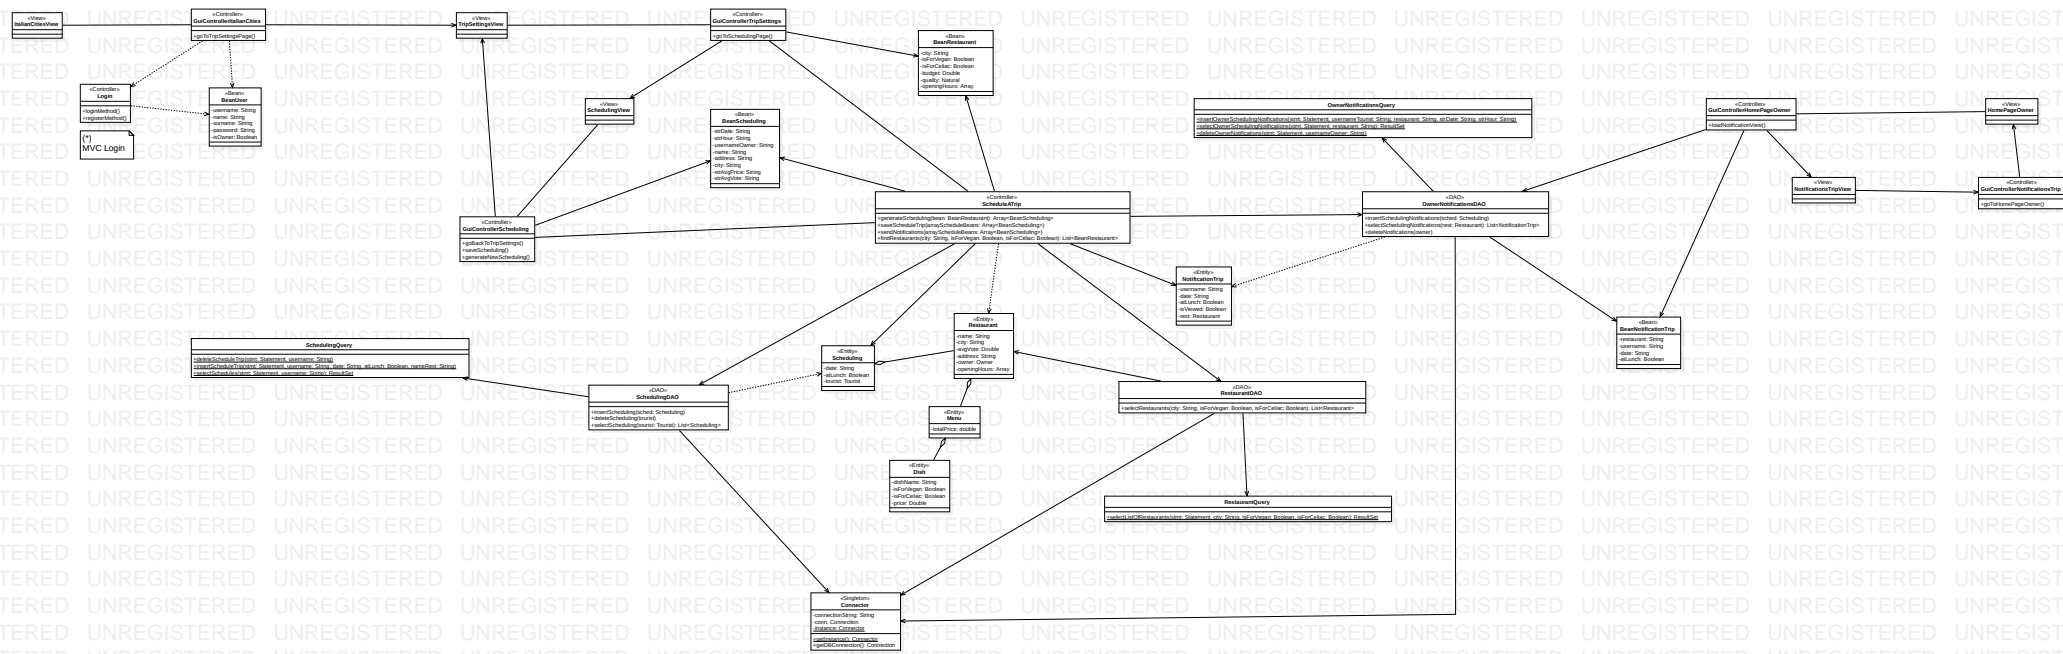 «View»
ItalianCitiesView
«Controller»
GuiControllerItalianCities
+goToTripSettingsPage()
«View»
TripSettingsView
«Controller»
GuiControllerTripSettings
+goToSchedulingPage()
«Bean»
BeanRestaurant
-city: String
-isForVegan: Boolean
-isForCeliac: Boolean
-budget: Double
-quality: Natural
-openingHours: Array
«Controller»
Login
+loginMethod()
+registerMethod()
(*)
MVC Login
«Bean»
BeanUser
-username: String
-name: String
-surname: String
-password: String
-isOwner: Boolean
«View»
SchedulingView
«Bean»
BeanScheduling
-strDate: String
-strHour: String
-usernameOwner: String
-name: String
-address: String
-city: String
-strAvgPrice: String
-strAvgVote: String
OwnerNotificationsQuery
+insertOwnerSchedulingNotifications(stmt: Statement, usernameTourist: String, restaurant: String, strDate: String, strHour: String)
+selectOwnerSchedulingNotifications(stmt: Statement, restaurant: String): ResultSet
+deleteOwnerNotifications(stmt: Statement, usernameOwner: String)
«Controller»
GuiControllerHomePageOwner
+loadNotificationView()
«View»
HomePageOwner
«View»
NotificationsTripView
«Controller»
GuiControllerNotificationsTrip
+goToHomePageOwner()
«Controller»
GuiControllerScheduling
+goBackToTripSettings()
+saveScheduling()
+generateNewScheduling()
«Controller»
ScheduleATrip
+generateScheduling(bean: BeanRestaurant): Array<BeanScheduling>
+saveScheduleTrip(arrayScheduleBeans: Array<BeanScheduling>)
+sendNotifications(arrayScheduleBeans: Array<BeanScheduling>)
+findRestaurants(city: String, isForVegan: Boolean, isForCeliac: Boolean): List<BeanRestaurant>
«DAO»
OwnerNotificationsDAO
+insertSchedulingNotifications(sched: Scheduling)
+selectSchedulingNotifications(rest: Restaurant): List<NotificationTrip>
+deleteNotifications(owner)
«Entity»
NotificationTrip
-username: String
-date: String
-atLunch: Boolean
-isViewed: Boolean
-rest: Restaurant
«Entity»
Restaurant
-name: String
-city: String
-avgVote: Double
-address: String
-owner: Owner
-openingHours: Array
«Bean»
BeanNotificationTrip
-restaurant: String
-username: String
-date: String
-atLunch: Boolean
SchedulingQuery
+deleteScheduleTrip(stmt: Statement, username: String)
+insertScheduleTrip(stmt: Statement, username: String, date: String, atLunch: Boolean, nameRest: String)
+selectSchedules(stmt: Statement, username: String): ResultSet
«Entity»
Scheduling
-date: String
-atLunch: Boolean
-tourist: Tourist
«DAO»
SchedulingDAO
+insertScheduling(sched: Scheduling)
+deleteScheduling(tourist)
+selectScheduling(tourist: Tourist): List<Scheduling>
«DAO»
RestaurantDAO
+selectRestaurants(city: String, isForVegan: Boolean, isForCeliac: Boolean): List<Restaurant>
«Entity»
Menu
-totalPrice: double
«Entity»
Dish
-dishName: String
-isForVegan: Boolean
-isForCeliac: Boolean
-price: Double
RestaurantQuery
+selectListOfRestaurants(stmt: Statement, city: String, isForVegan: Boolean, isForCeliac: Boolean): ResultSet
«Singleton»
Connector
-connectionString: String
-conn: Connection
-instance: Connector
+getInstance(): Connector
+getDBConnection(): Connection